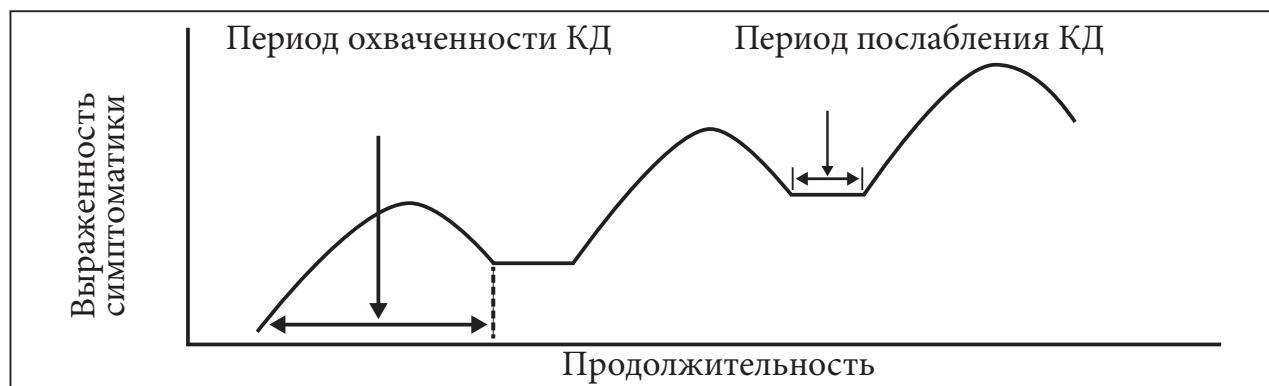 Период охваченности КД
Период послабления КД
Выраженность
симптоматики
Продолжительность